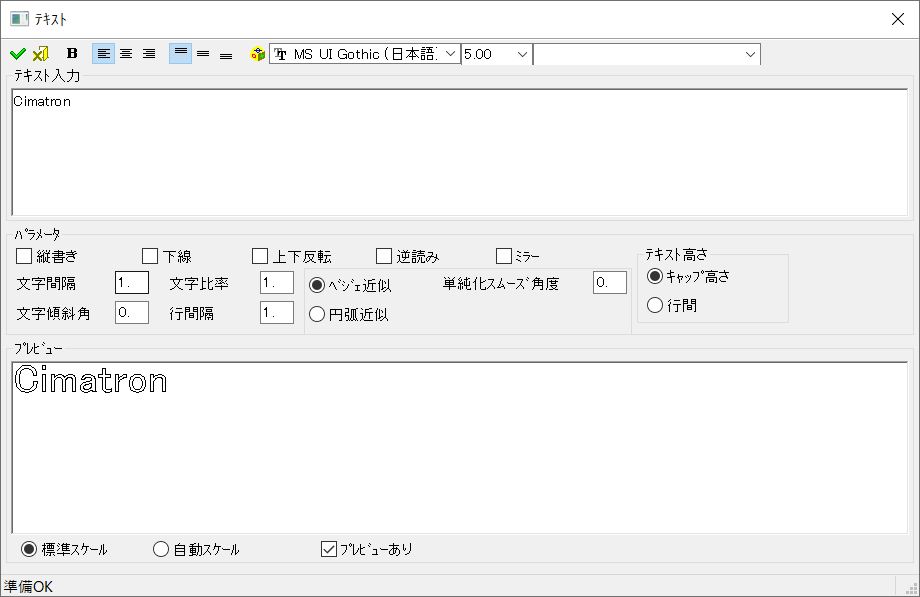 ﾃｷｽﾄ
B MS UI Gothic (日本語) 5.00
ﾃｷｽﾄ入力
Cimatron
ﾊﾟﾗﾒｰﾀ
縦書き 下線 上下反転 逆読み ﾐﾗｰ
文字間隔 1. 文字比率 1. ﾍﾞｼﾞｪ近似 単純化ｽﾑｰｽﾞ角度 0.
文字傾斜角 0. 行間隔 1. 円弧近似
ﾃｷｽﾄ高さ
ｷｬｯﾌﾟ高さ
行間
ﾌﾟﾚﾋﾞｭｰ
Cimatron
標準ｽｹｰﾙ 自動ｽｹｰﾙ ﾌﾟﾚﾋﾞｭｰあり
準備OK